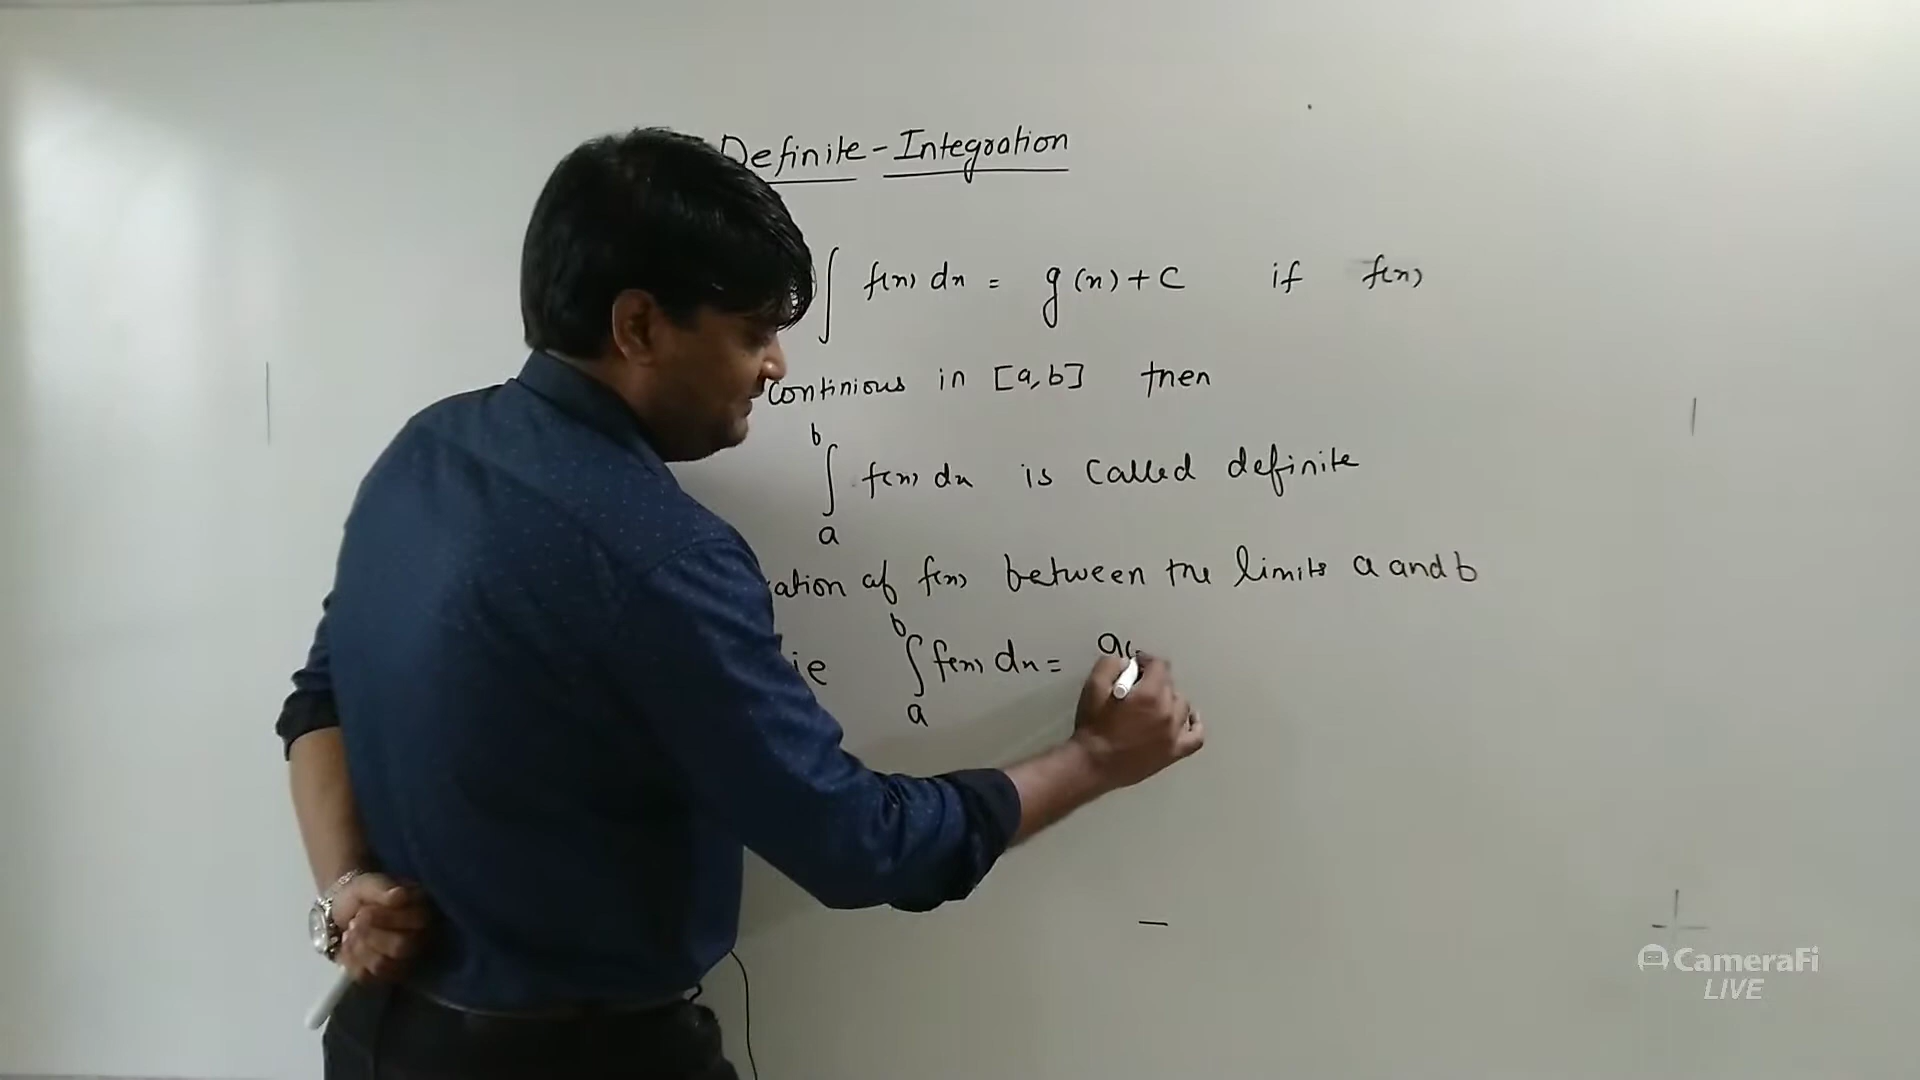 Definite - Integration
∫ f(x) dx = g(x) + C if f(x)
continious in [a, b] then
b
∫ f(x) dx is called definite
a
ation of f(x) between the limits a and b
b
ie ∫ f(x) dx =
a
CameraFi
LIVE